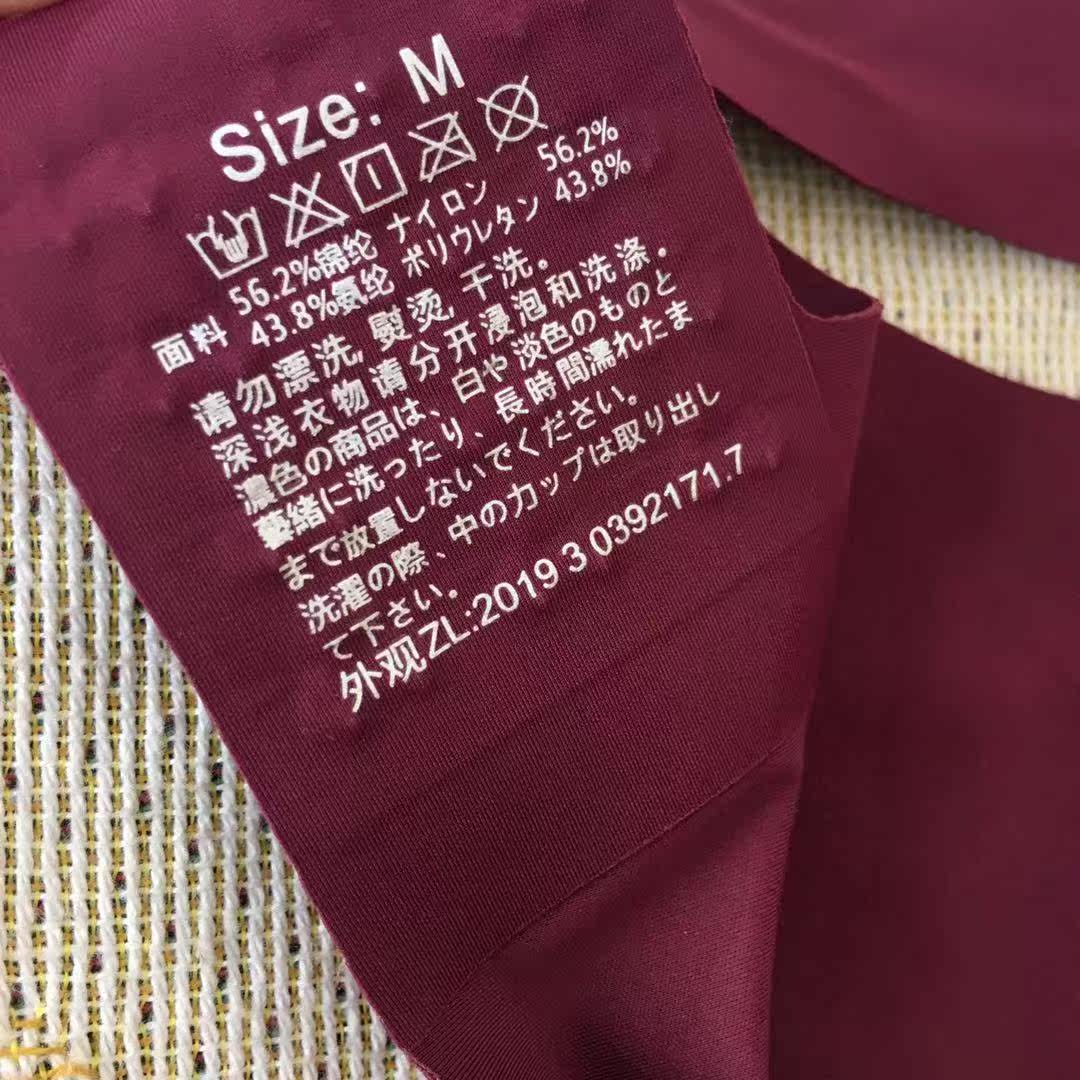 Size: M
面料 56.2%锦纶 ナイロン 56.2%
43.8%氨纶 ポリウレタン 43.8%
请勿漂洗, 熨烫, 干洗。
深浅衣物请分开浸泡和洗涤.
濃色の商品は、白や淡色のものと
藝緒に洗ったり、長時間濡れたま
まで放置しないでください。
洗濯の際、中のカップは取り出し
て下さい.
外观ZL:2019 3 0392171.7